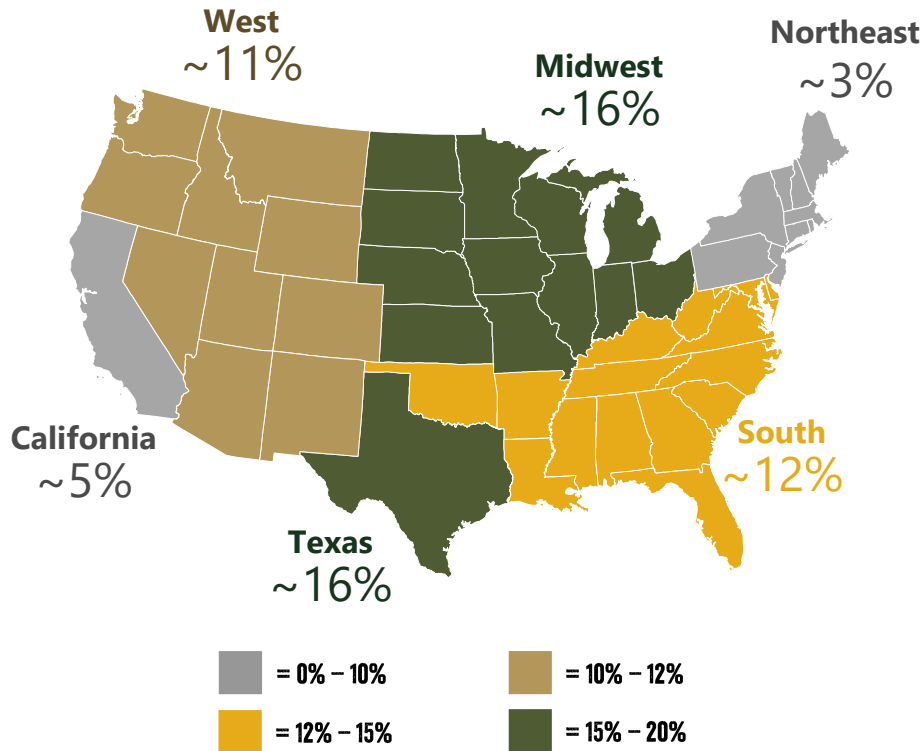 West
~11%
Northeast
~3%
Midwest
~16%
California
~5%
South
~12%
Texas
~16%
= 0% – 10%
= 10% – 12%
= 12% – 15%
= 15% – 20%